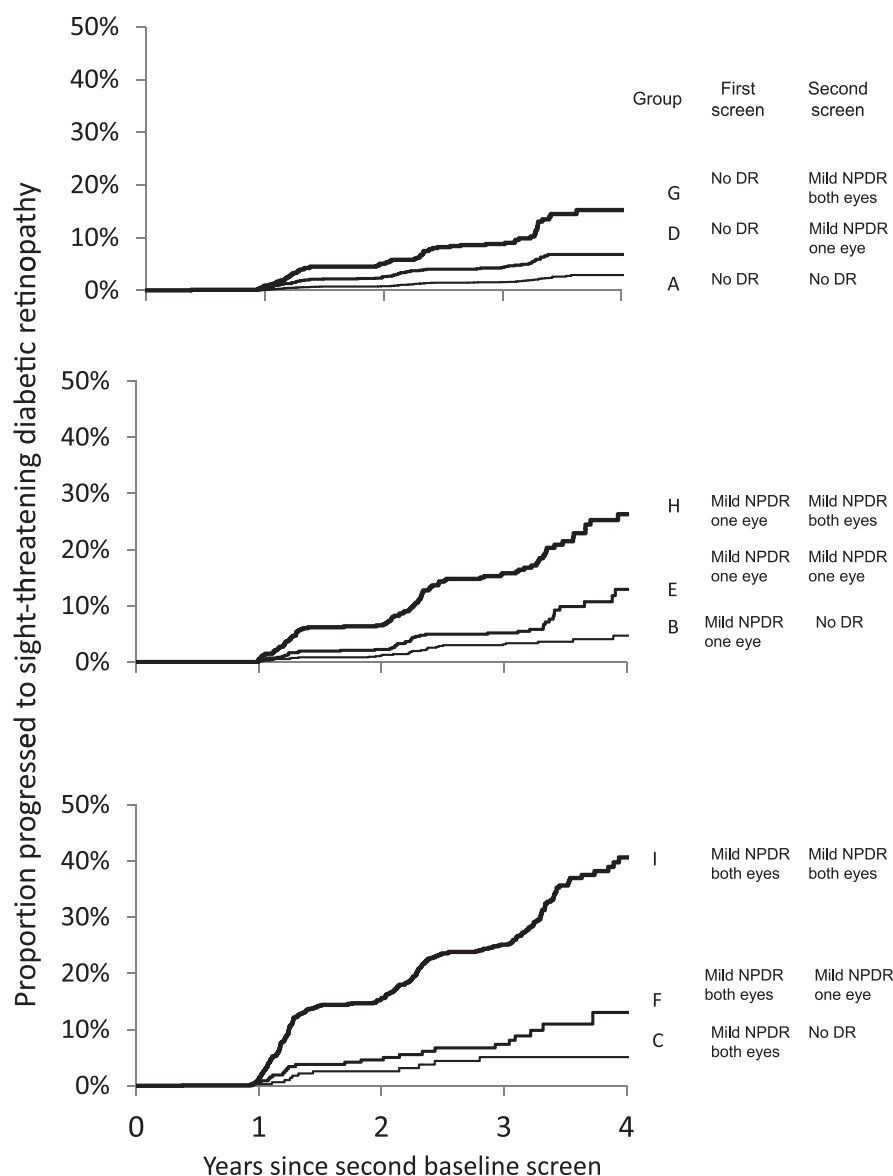 Proportion progressed to sight-threatening diabetic retinopathy
50%
40%
30%
20%
10%
0%
Group
First
screen
Second
screen
G
No DR
Mild NPDR
both eyes
D
No DR
Mild NPDR
one eye
A
No DR
No DR
50%
40%
30%
20%
10%
0%
H
Mild NPDR
one eye
Mild NPDR
both eyes
E
Mild NPDR
one eye
Mild NPDR
one eye
B
Mild NPDR
one eye
No DR
50%
40%
30%
20%
10%
0%
I
Mild NPDR
both eyes
Mild NPDR
both eyes
F
Mild NPDR
both eyes
Mild NPDR
one eye
C
Mild NPDR
both eyes
No DR
0 1 2 3 4
Years since second baseline screen